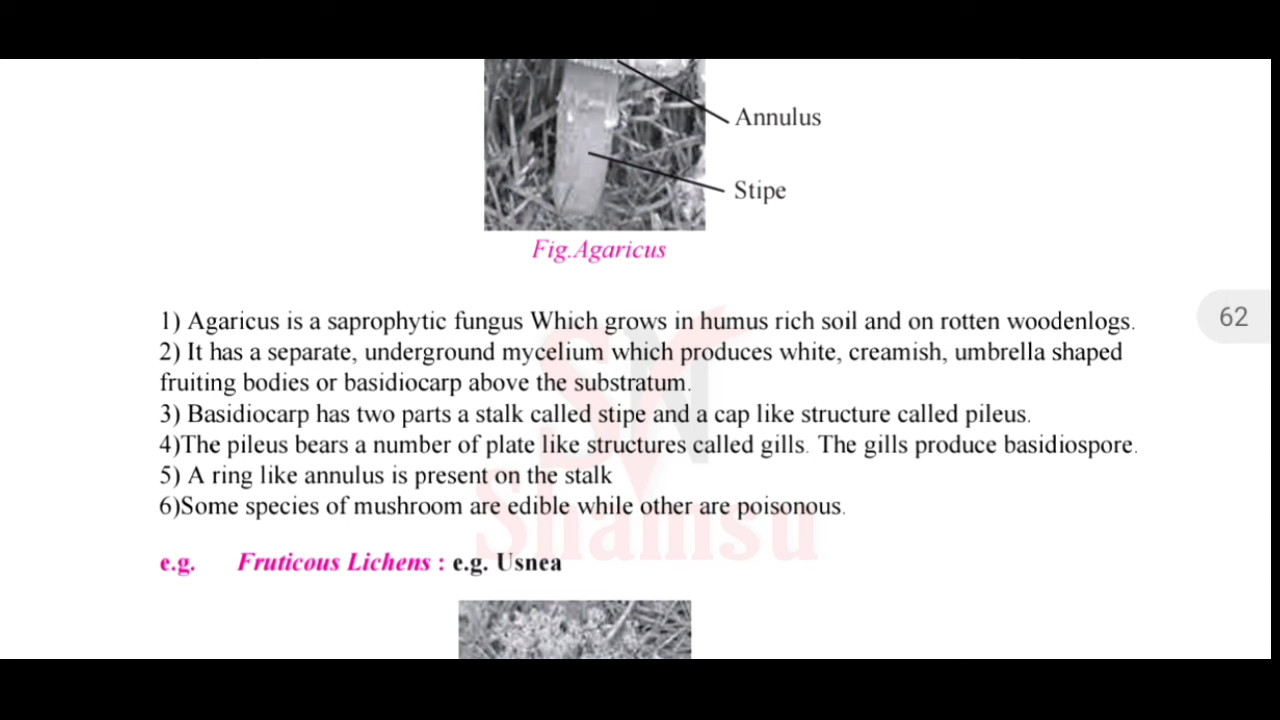 Annulus
Stipe
Fig.Agaricus
1) Agaricus is a saprophytic fungus Which grows in humus rich soil and on rotten woodenlogs.
62
2) It has a separate, underground mycelium which produces white, creamish, umbrella shaped
fruiting bodies or basidiocarp above the substratum.
3) Basidiocarp has two parts a stalk called stipe and a cap like structure called pileus.
4)The pileus bears a number of plate like structures called gills. The gills produce basidiospore.
5) A ring like annulus is present on the stalk
6)Some species of mushroom are edible while other are poisonous.
Shamsu
e.g. Fruticous Lichens : e.g. Usnea